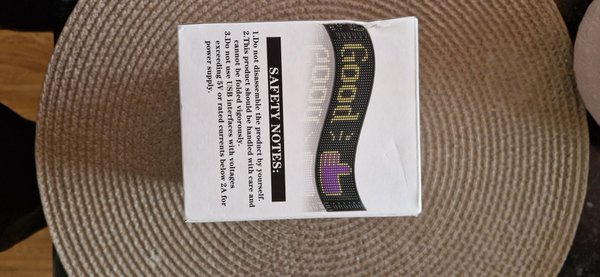 Good
SAFETY NOTES:
1.Do not disassemble the product by yourself.
2.This product should be handled with care and
cannot be folded vigorously.
3.Do not use USB interfaces with voltages
exceeding 5V or rated currents below 2A for
power supply.